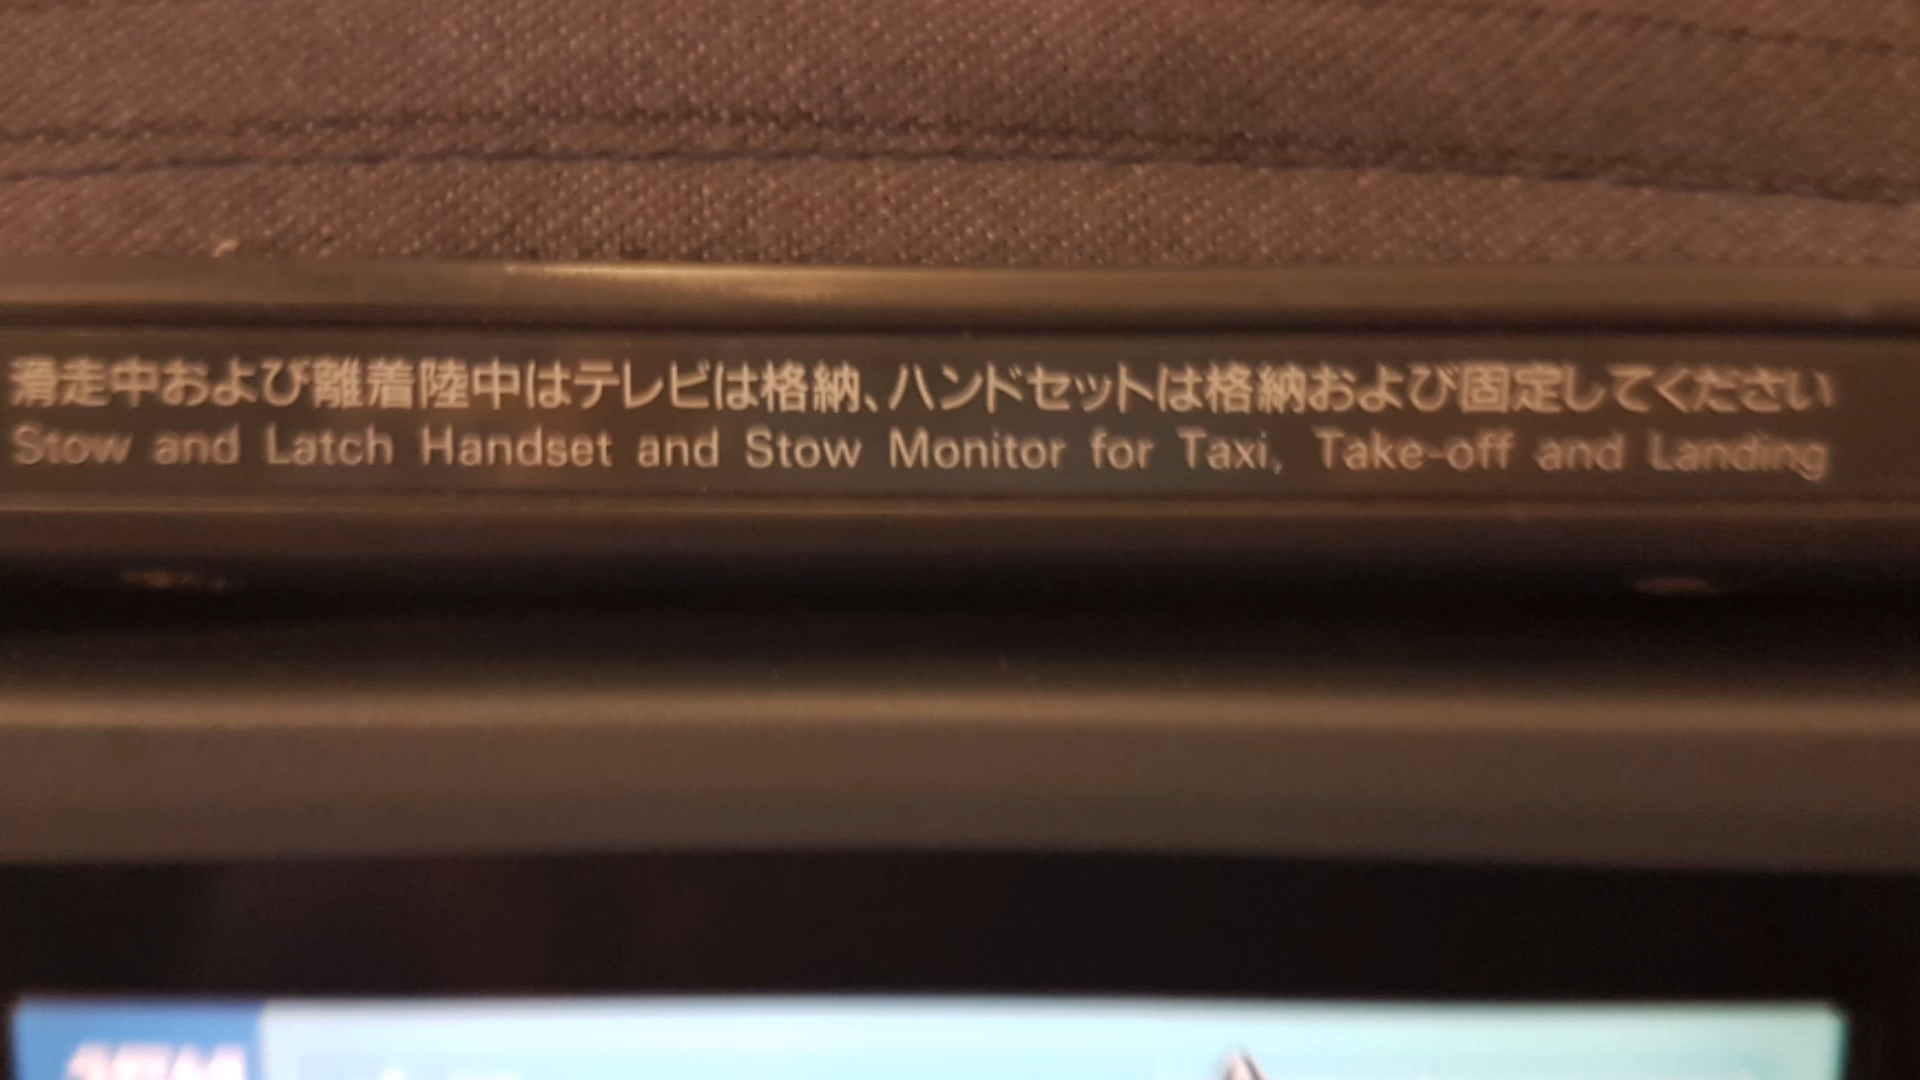 滑走中および離着陸中はテレビは格納、ハンドセットは格納および固定してください
Stow and Latch Handset and Stow Monitor for Taxi, Take-off and Landing